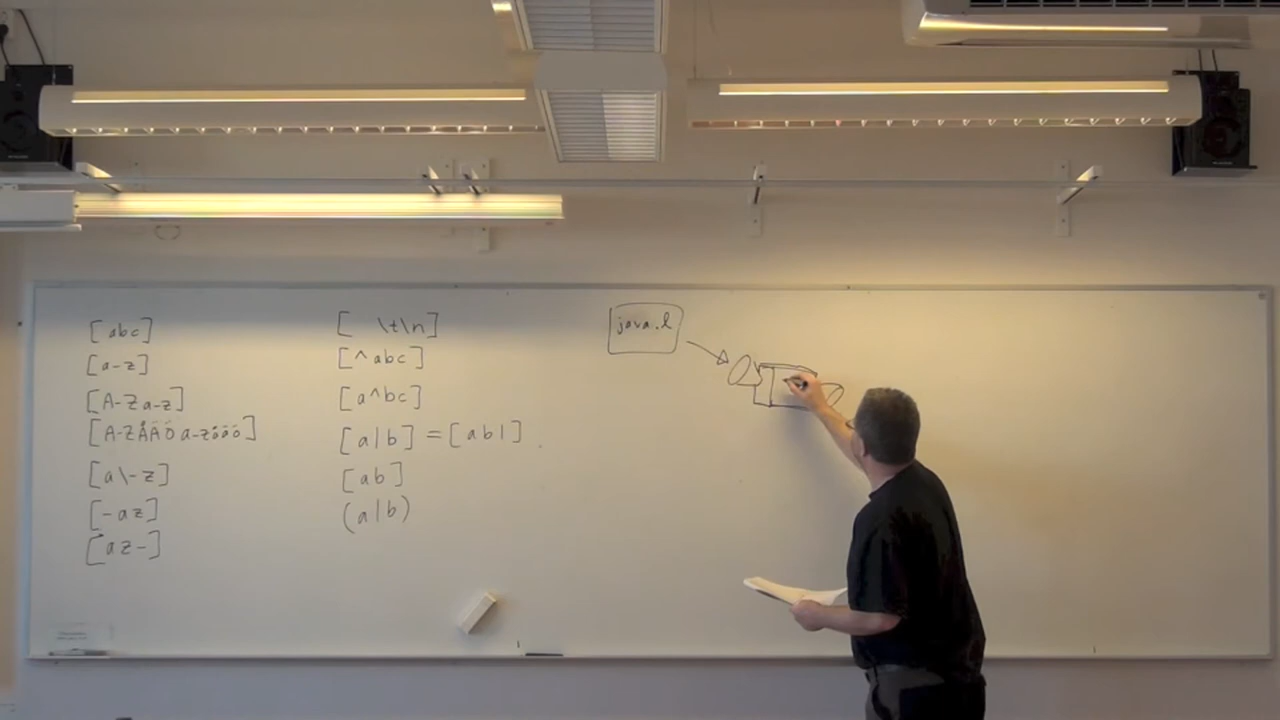 [abc]
[a-z]
[A-Za-z]
[A-ZÅÄÖa-zåäö]
[a\-z]
[-az]
[az-]
[ \t\n]
[^abc]
[a^bc]
[a|b] = [ab|]
[ab]
(a|b)
java.l